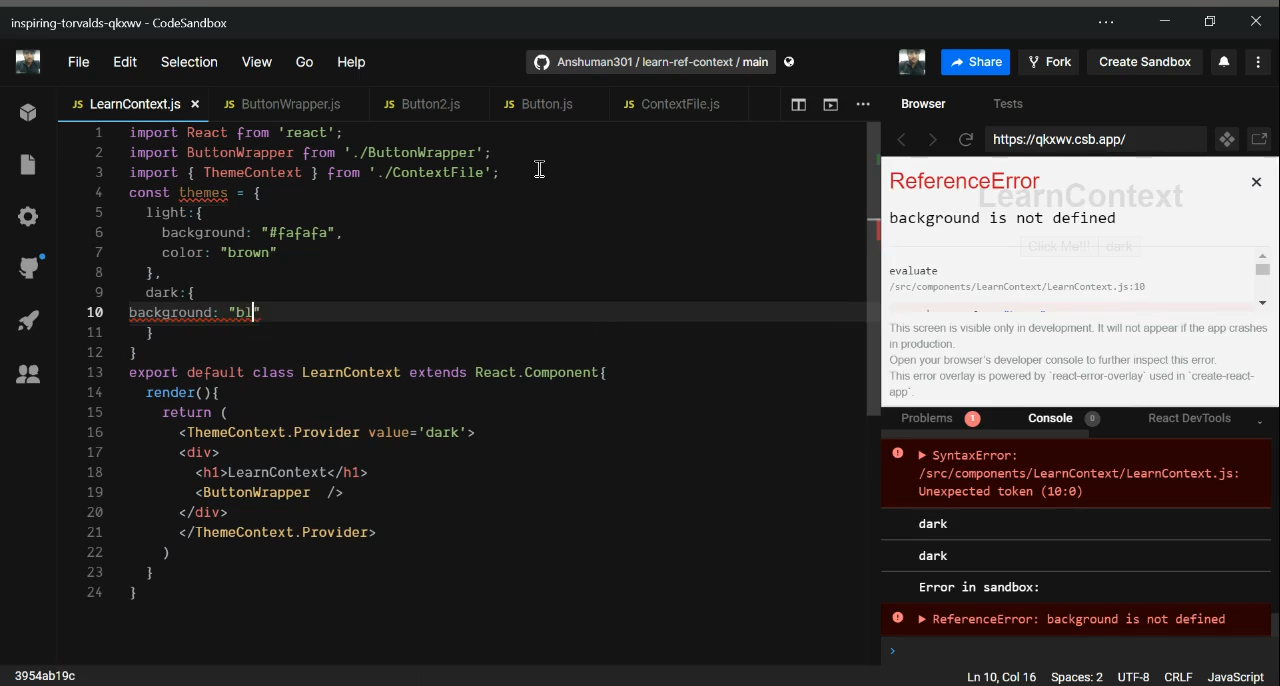 inspiring-torvalds-qkxwv - CodeSandbox
File Edit Selection View Go Help
Anshuman301 / learn-ref-context / main
Share Fork Create Sandbox
JS LearnContext.js JS ButtonWrapper.js JS Button2.js JS Button.js JS ContextFile.js
Browser Tests
https://qkxwv.csb.app/
1 import React from 'react';
2 import ButtonWrapper from './ButtonWrapper';
3 import { ThemeContext } from './ContextFile';
4 const themes = {
5 light:{
6 background: "#fafafa",
7 color: "brown"
8 },
9 dark:{
10 background: "bl"
11 }
12 }
13 export default class LearnContext extends React.Component{
14 render(){
15 return (
16 <ThemeContext.Provider value='dark'>
17 <div>
18 <h1>LearnContext</h1>
19 <ButtonWrapper />
20 </div>
21 </ThemeContext.Provider>
22 )
23 }
24 }
ReferenceError
LearnContext
background is not defined
Click Me!!! dark
evaluate
/src/components/LearnContext/LearnContext.js:10
This screen is visible only in development. It will not appear if the app crashes
in production.
Open your browser's developer console to further inspect this error.
This error overlay is powered by `react-error-overlay` used in `create-react-
app`.
Problems 1 Console 0 React DevTools
SyntaxError:
/src/components/LearnContext/LearnContext.js:
Unexpected token (10:0)
dark
dark
Error in sandbox:
ReferenceError: background is not defined
3954ab19c
Ln 10, Col 16 Spaces: 2 UTF-8 CRLF JavaScript